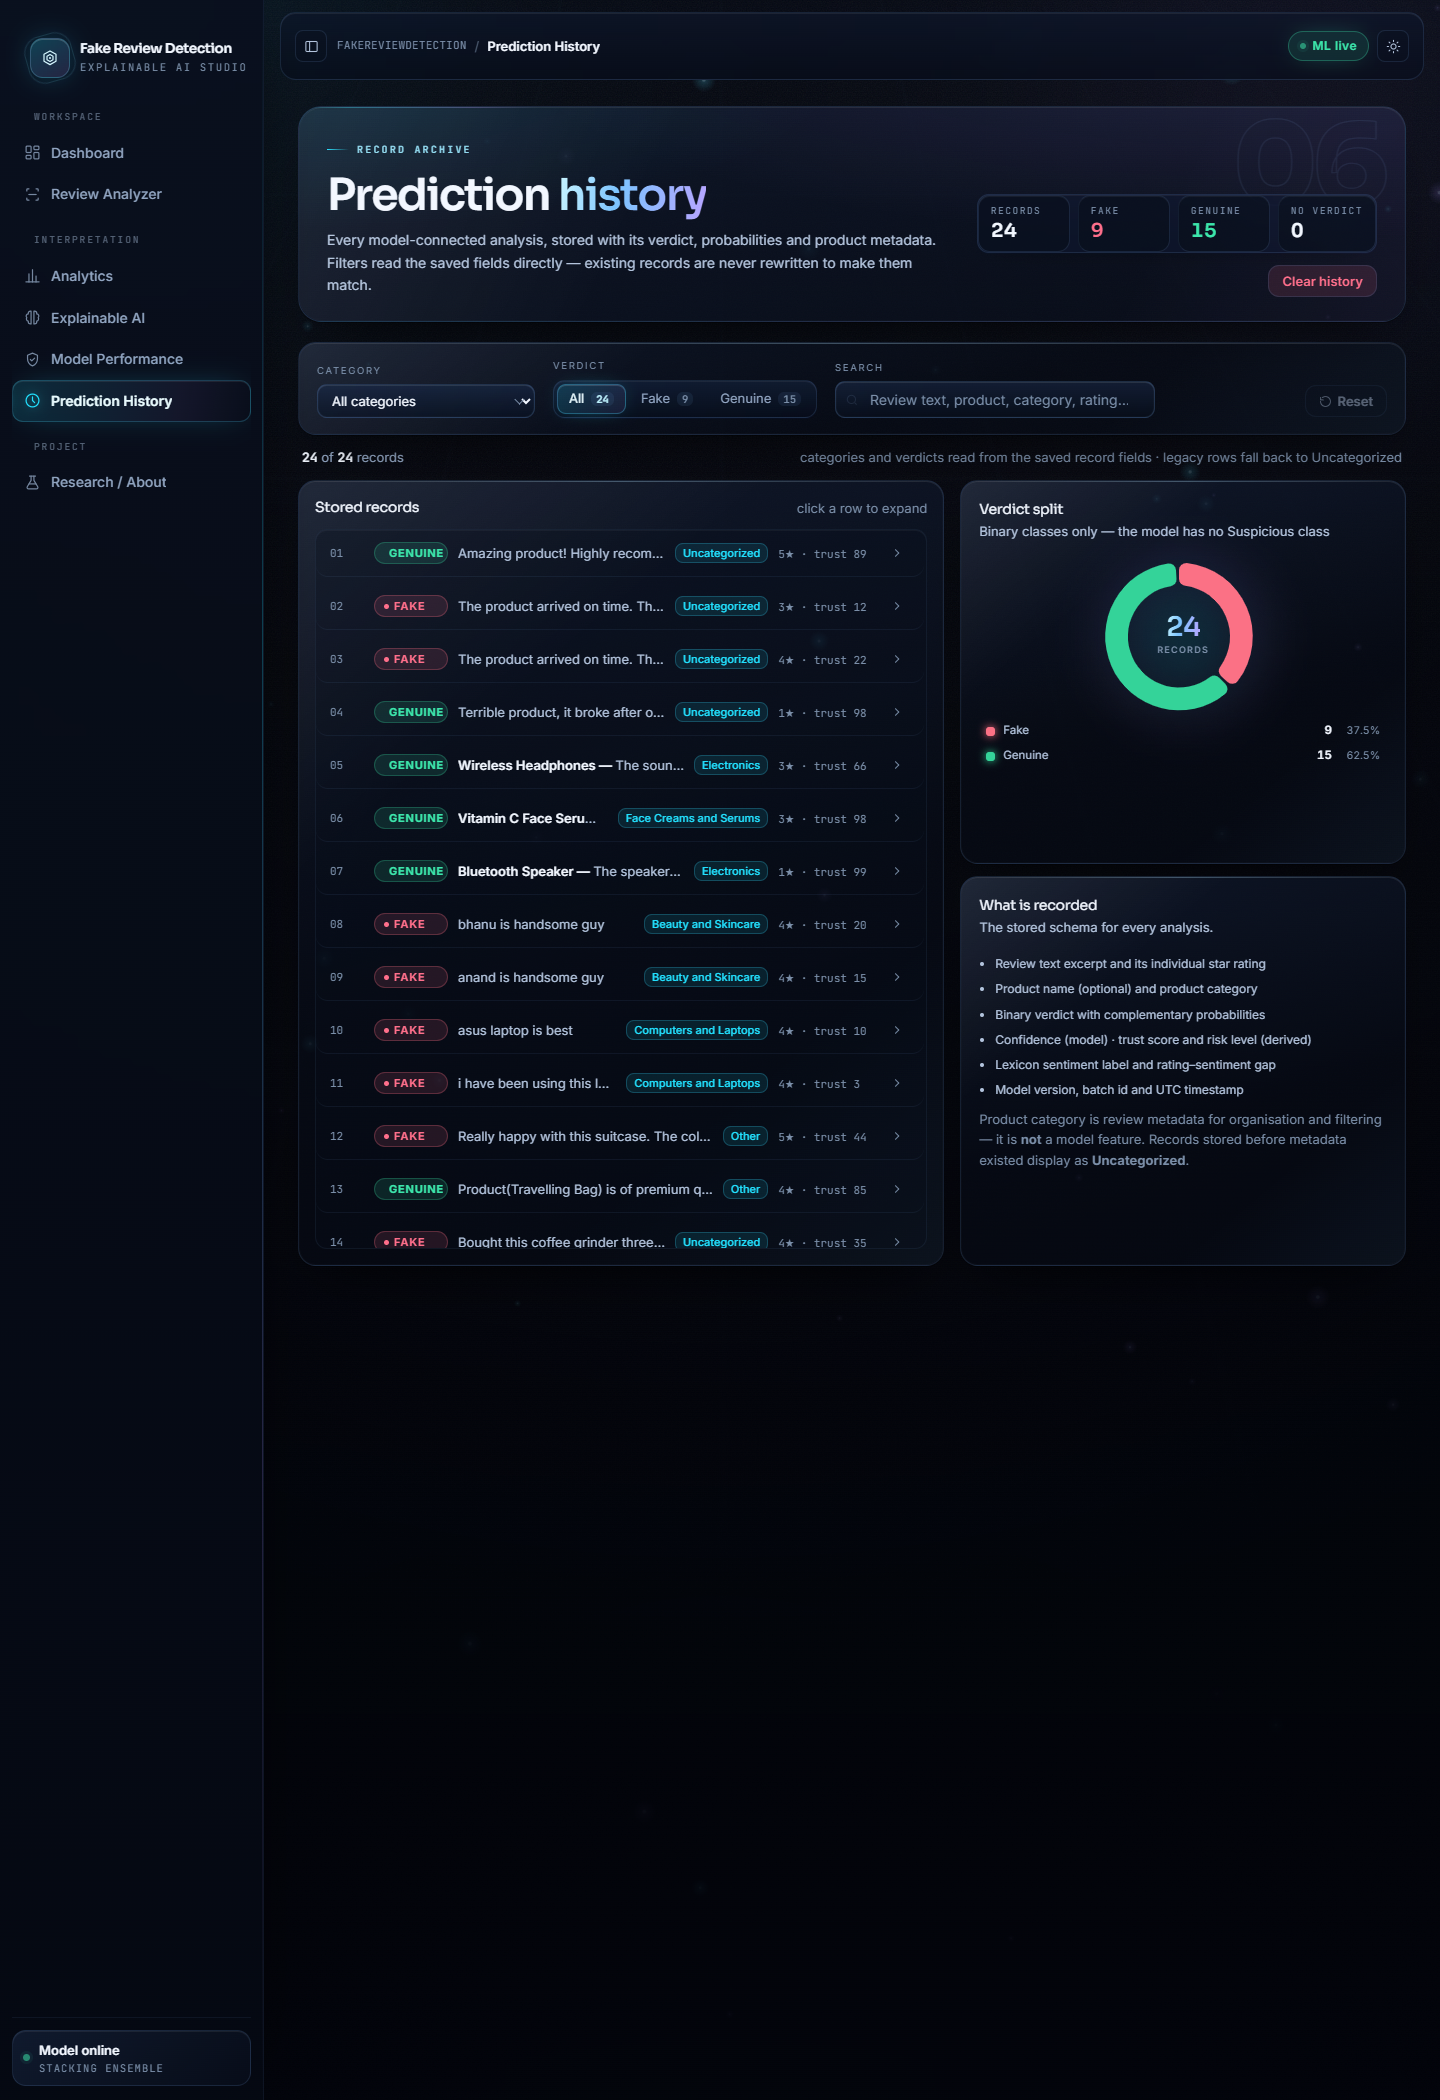 Fake Review Detection
EXPLAINABLE AI STUDIO
WORKSPACE
Dashboard
Review Analyzer
INTERPRETATION
Analytics
Explainable AI
Model Performance
Prediction History
PROJECT
Research / About
Model online
STACKING ENSEMBLE
FAKEREVIEWDETECTION / Prediction History
ML live
RECORD ARCHIVE
06
Prediction history
Every model-connected analysis, stored with its verdict, probabilities and product metadata.
Filters read the saved fields directly — existing records are never rewritten to make them
match.
RECORDS
24
FAKE
9
GENUINE
15
NO VERDICT
0
Clear history
CATEGORY
All categories
VERDICT
All 24 Fake 9 Genuine 15
SEARCH
Review text, product, category, rating...
Reset
24 of 24 records
categories and verdicts read from the saved record fields · legacy rows fall back to Uncategorized
Stored records
click a row to expand
01 GENUINE Amazing product! Highly recom... Uncategorized 5★ · trust 89
02 FAKE The product arrived on time. Th... Uncategorized 3★ · trust 12
03 FAKE The product arrived on time. Th... Uncategorized 4★ · trust 22
04 GENUINE Terrible product, it broke after o... Uncategorized 1★ · trust 98
05 GENUINE Wireless Headphones — The soun... Electronics 3★ · trust 66
06 GENUINE Vitamin C Face Seru... Face Creams and Serums 3★ · trust 98
07 GENUINE Bluetooth Speaker — The speaker... Electronics 1★ · trust 99
08 FAKE bhanu is handsome guy Beauty and Skincare 4★ · trust 20
09 FAKE anand is handsome guy Beauty and Skincare 4★ · trust 15
10 FAKE asus laptop is best Computers and Laptops 4★ · trust 10
11 FAKE i have been using this l... Computers and Laptops 4★ · trust 3
12 FAKE Really happy with this suitcase. The col... Other 5★ · trust 44
13 GENUINE Product(Travelling Bag) is of premium q... Other 4★ · trust 85
14 FAKE Bought this coffee grinder three... Uncategorized 4★ · trust 35
Verdict split
Binary classes only — the model has no Suspicious class
24
RECORDS
Fake 9 37.5%
Genuine 15 62.5%
What is recorded
The stored schema for every analysis.
• Review text excerpt and its individual star rating
• Product name (optional) and product category
• Binary verdict with complementary probabilities
• Confidence (model) · trust score and risk level (derived)
• Lexicon sentiment label and rating–sentiment gap
• Model version, batch id and UTC timestamp
Product category is review metadata for organisation and filtering
— it is not a model feature. Records stored before metadata
existed display as Uncategorized.